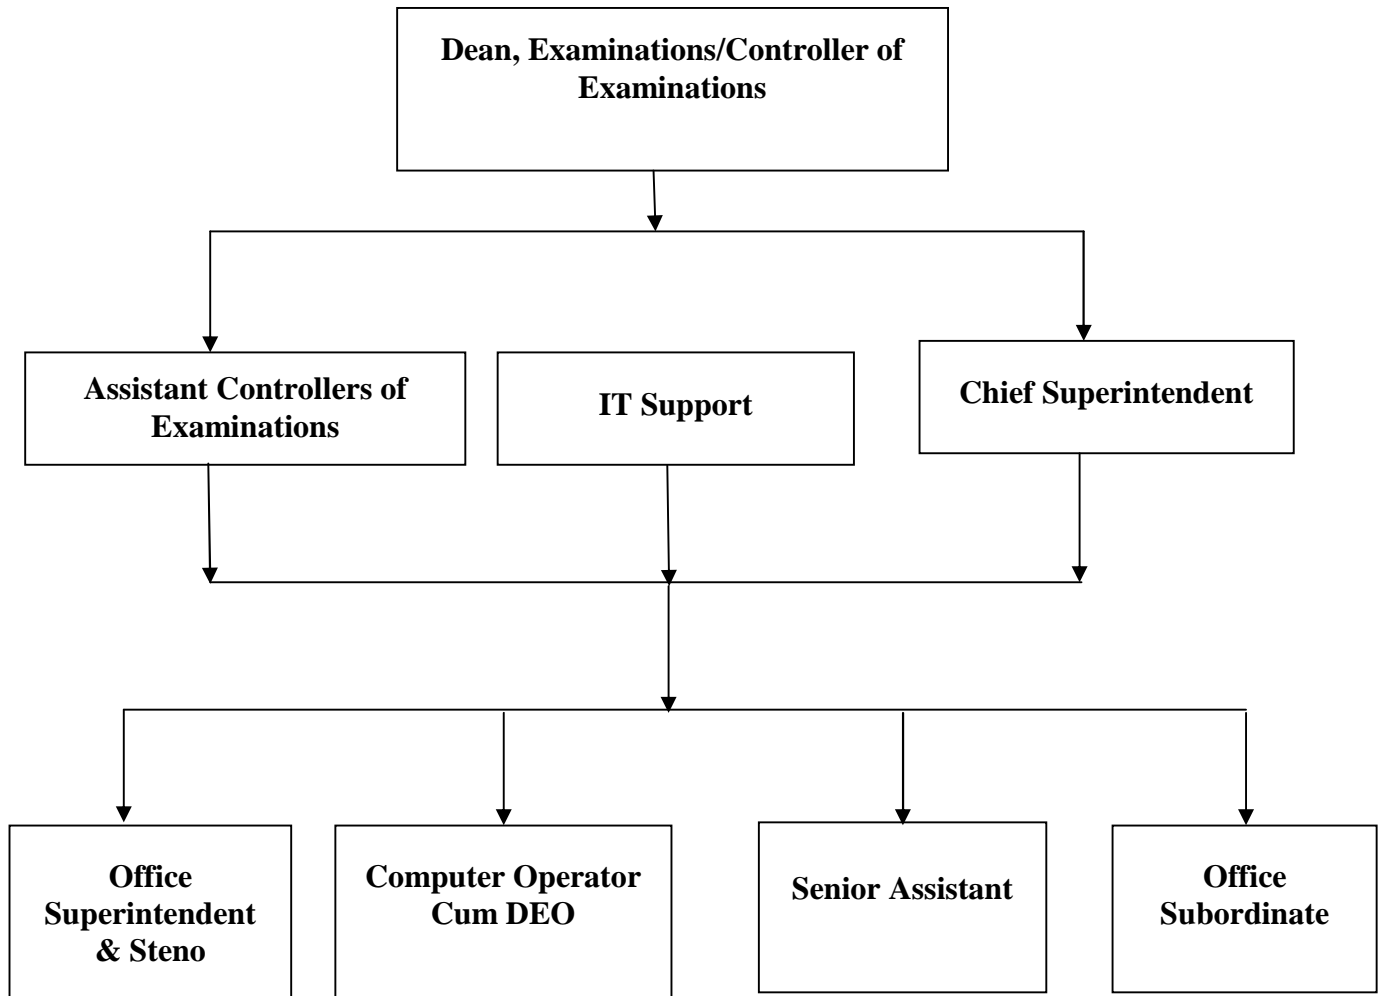 Dean, Examinations/Controller of
Examinations
Assistant Controllers of
Examinations
IT Support
Chief Superintendent
Office
Superintendent
& Steno
Computer Operator
Cum DEO
Senior Assistant
Office
Subordinate